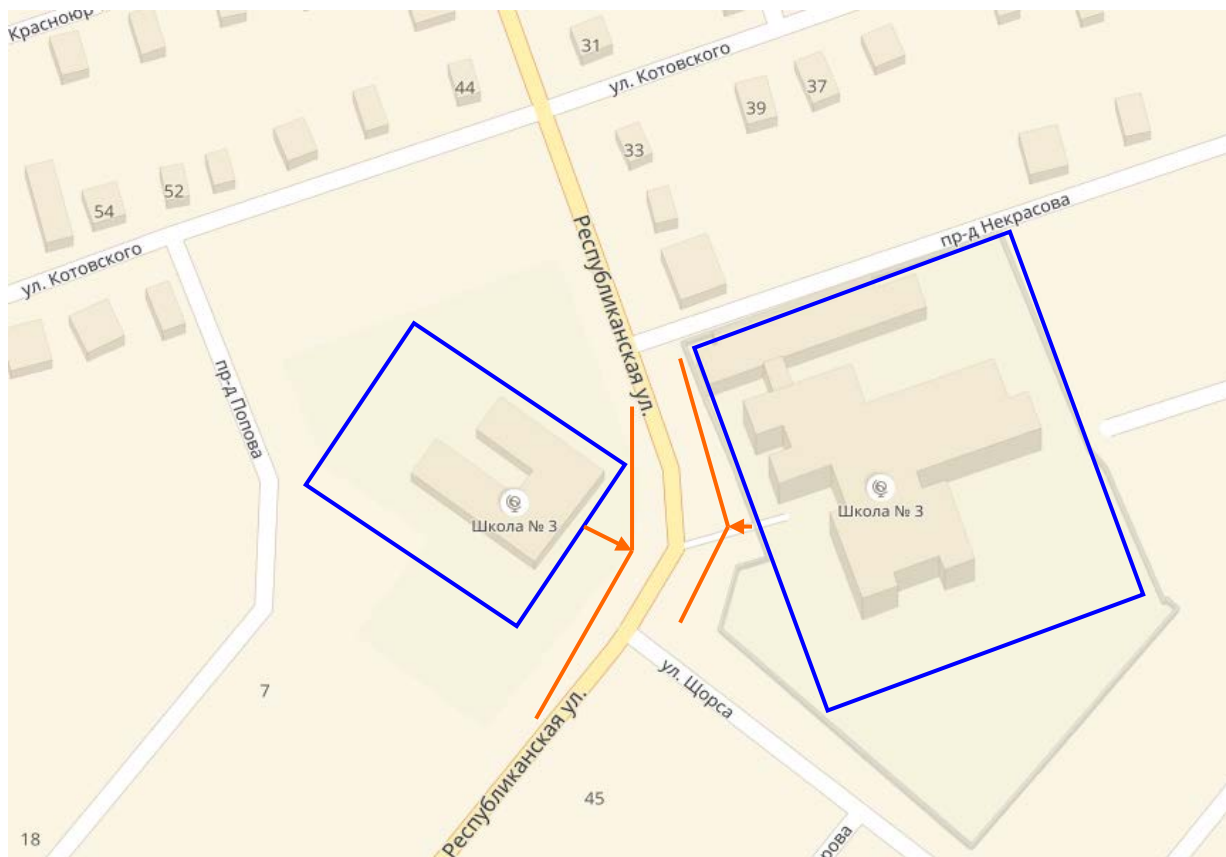 Красноюр
31
ул. Котовского
44
37
39
33
52
54
ул. Котовского
пр-д Некрасова
Республиканская ул.
пр-д Попова
Школа № 3
Школа № 3
ул. Щорса
7
Республиканская ул.
45
18
рова